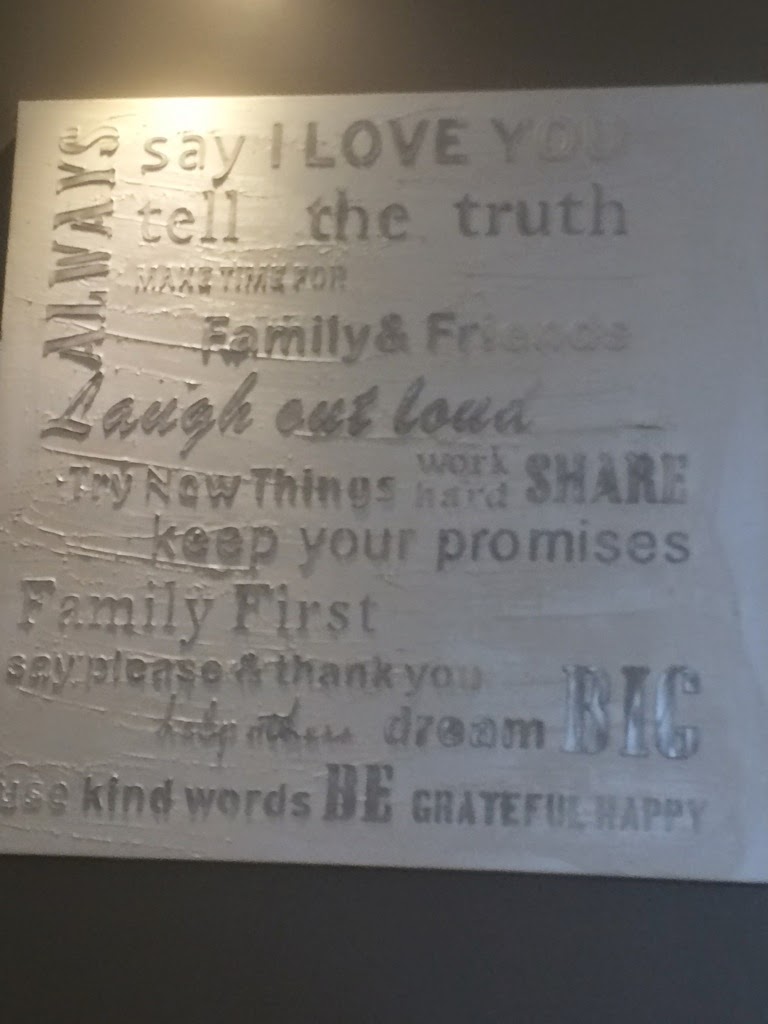 ALWAYS
say I LOVE YOU
tell the truth
MAKE TIME FOR
Family & Friends
Laugh out loud
Try New Things work hard SHARE
keep your promises
Family First
say please & thank you
help others dream BIG
use kind words BE GRATEFUL HAPPY